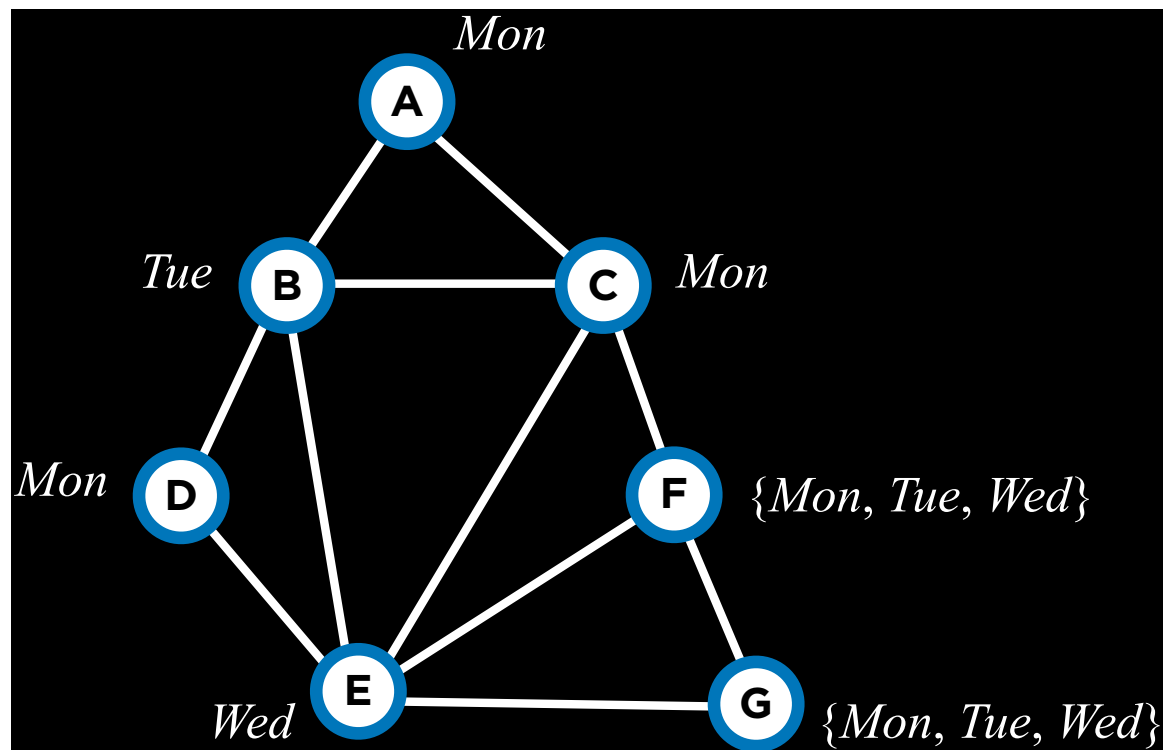 Mon
A
Tue
B
C
Mon
Mon
D
F
{Mon, Tue, Wed}
E
Wed
G
{Mon, Tue, Wed}